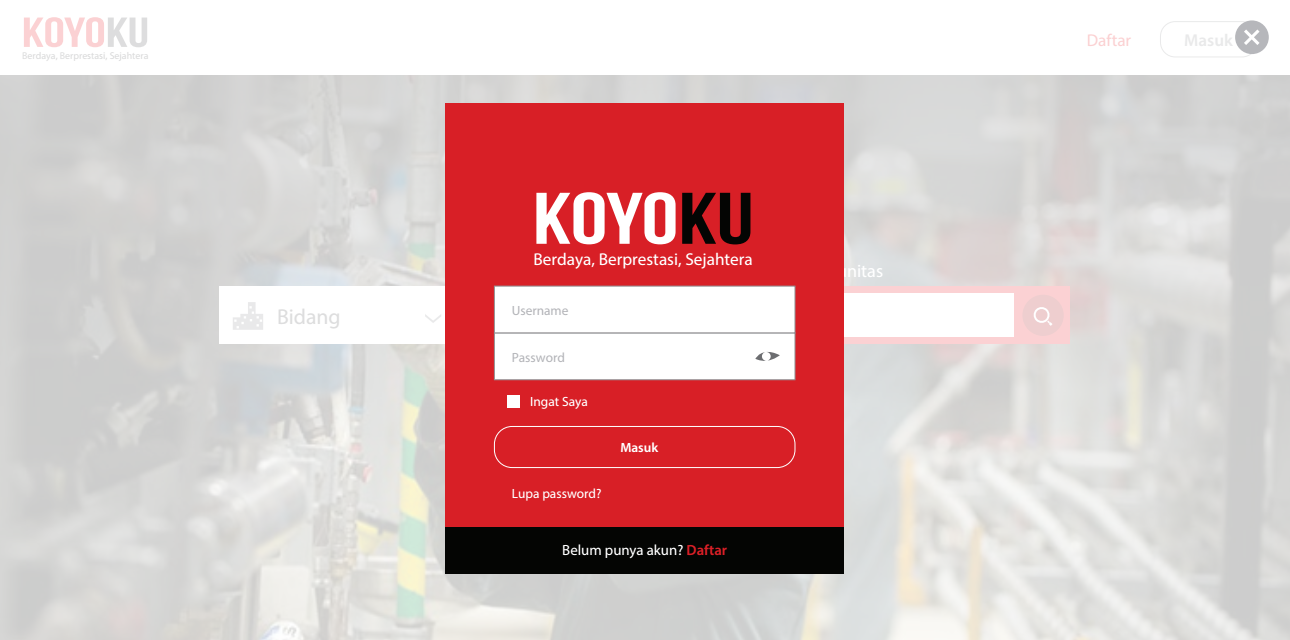 KOYOKU
Berdaya, Berprestasi, Sejahtera
Daftar
Masuk
KOYOKU
Berdaya, Berprestasi, Sejahtera
Bidang
Username
Password
Ingat Saya
Masuk
Lupa password?
Belum punya akun? Daftar